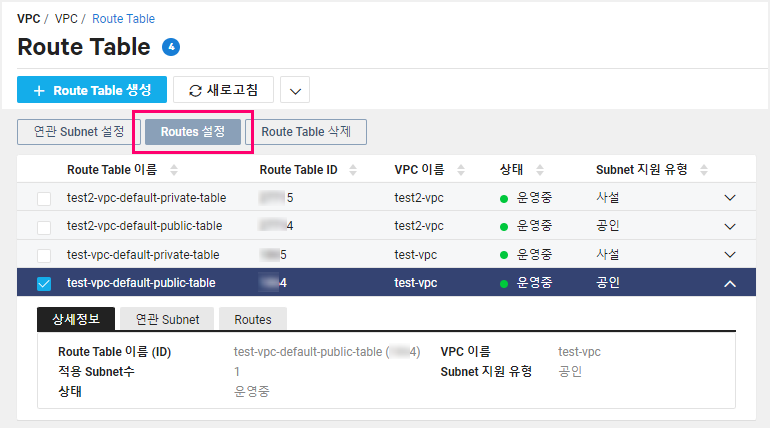 VPC / VPC / Route Table
Route Table 4
+ Route Table 생성 새로고침
연관 Subnet 설정 Routes 설정 Route Table 삭제
Route Table 이름 Route Table ID VPC 이름 상태 Subnet 지원 유형
test2-vpc-default-private-table 5 test2-vpc 운영중 사설
test2-vpc-default-public-table 4 test2-vpc 운영중 공인
test-vpc-default-private-table 5 test-vpc 운영중 사설
test-vpc-default-public-table 4 test-vpc 운영중 공인
상세정보 연관 Subnet Routes
Route Table 이름 (ID) test-vpc-default-public-table ( 4) VPC 이름 test-vpc
적용 Subnet수 1 Subnet 지원 유형 공인
상태 운영중